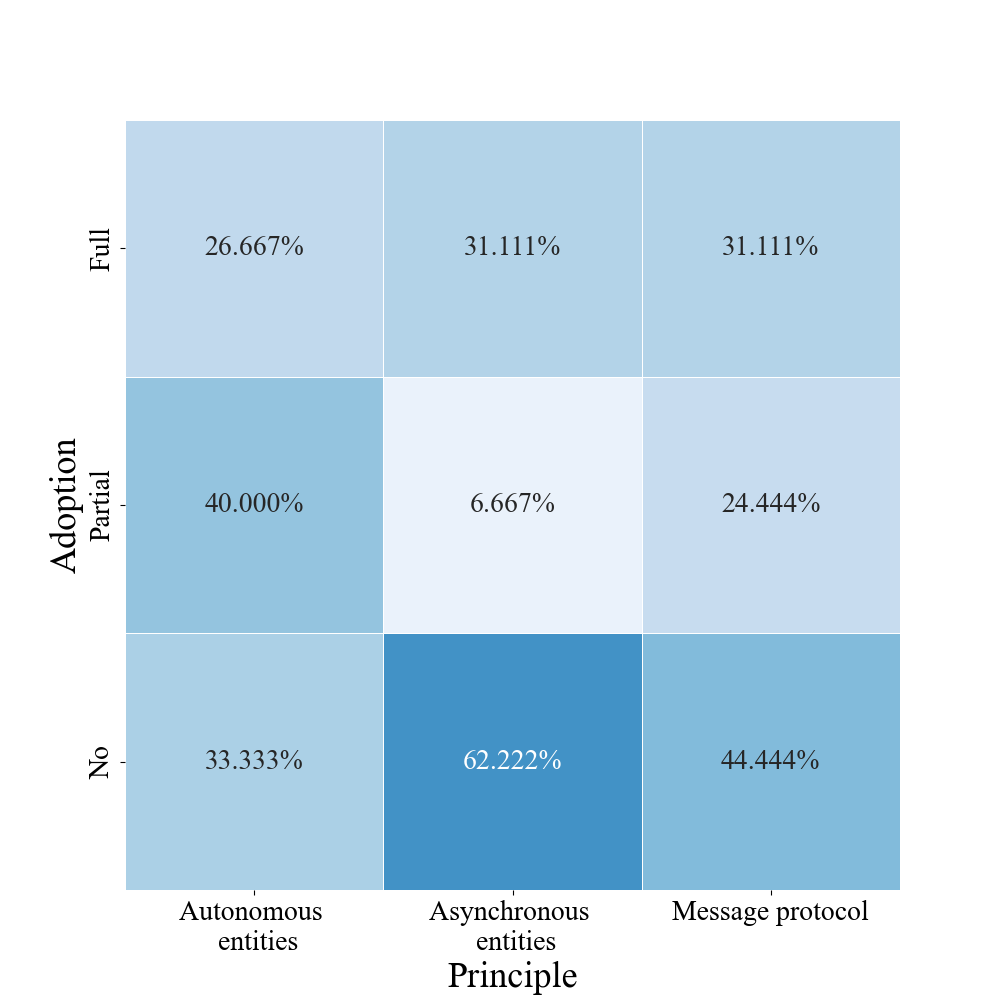 Adoption
Full
26.667%
31.111%
31.111%
Partial
40.000%
6.667%
24.444%
No
33.333%
62.222%
44.444%
Autonomous
entities
Asynchronous
entities
Message protocol
Principle